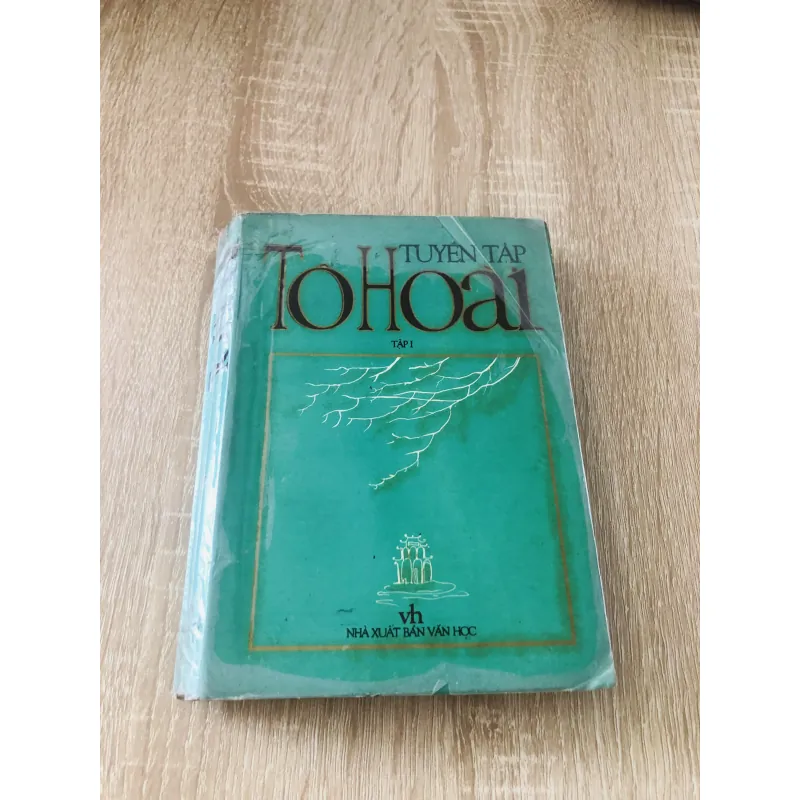 TUYỂN TẬP
TÔ HOÀI
TẬP I
vh
NHÀ XUẤT BẢN VĂN HỌC